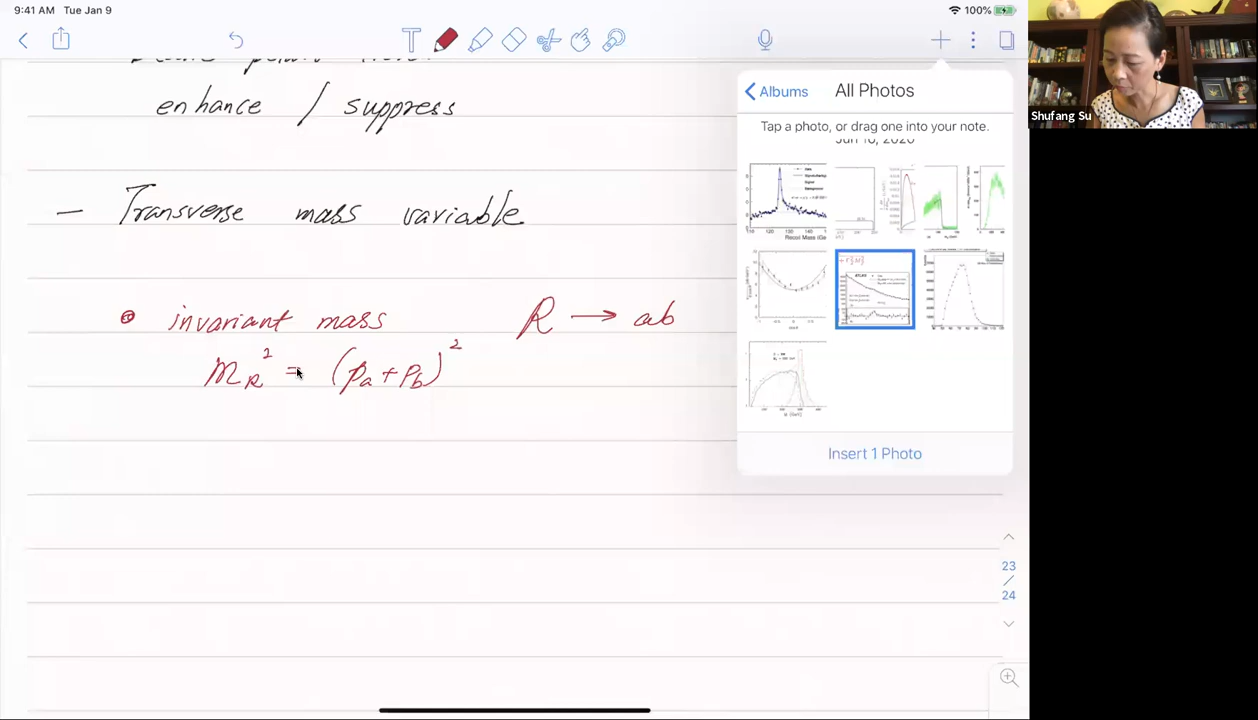 9:41 AM Tue Jan 9
100%
enhance / suppress
Albums
All Photos
Tap a photo, or drag one into your note.
Shufang Su
— Transverse mass variable
• invariant mass R → ab
m_R² = (p_a + p_b)²
Insert 1 Photo
23
/
24